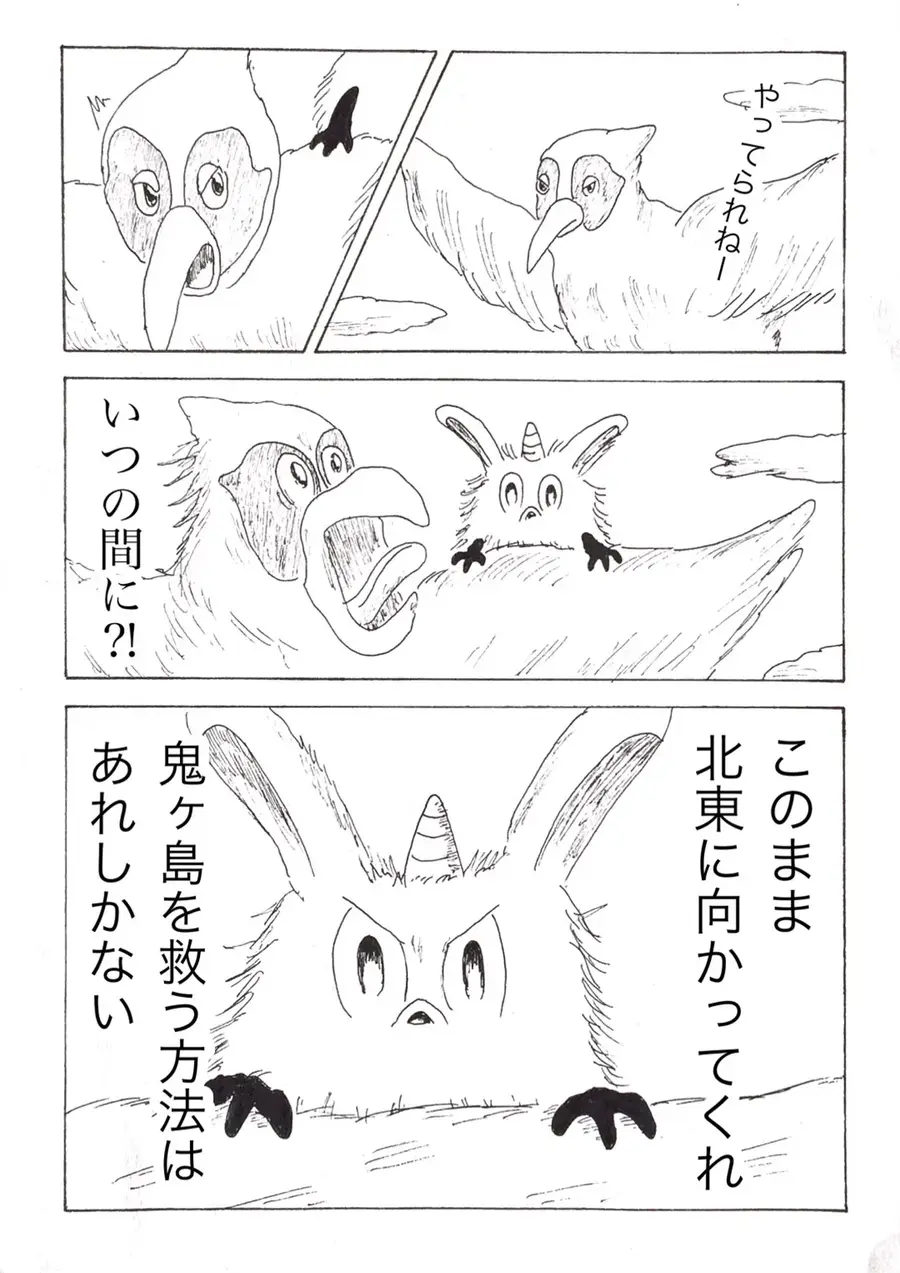 やってられねー
いつの間に?!
このまま
北東に向かってくれ
鬼ヶ島を救う方法は
あれしかない